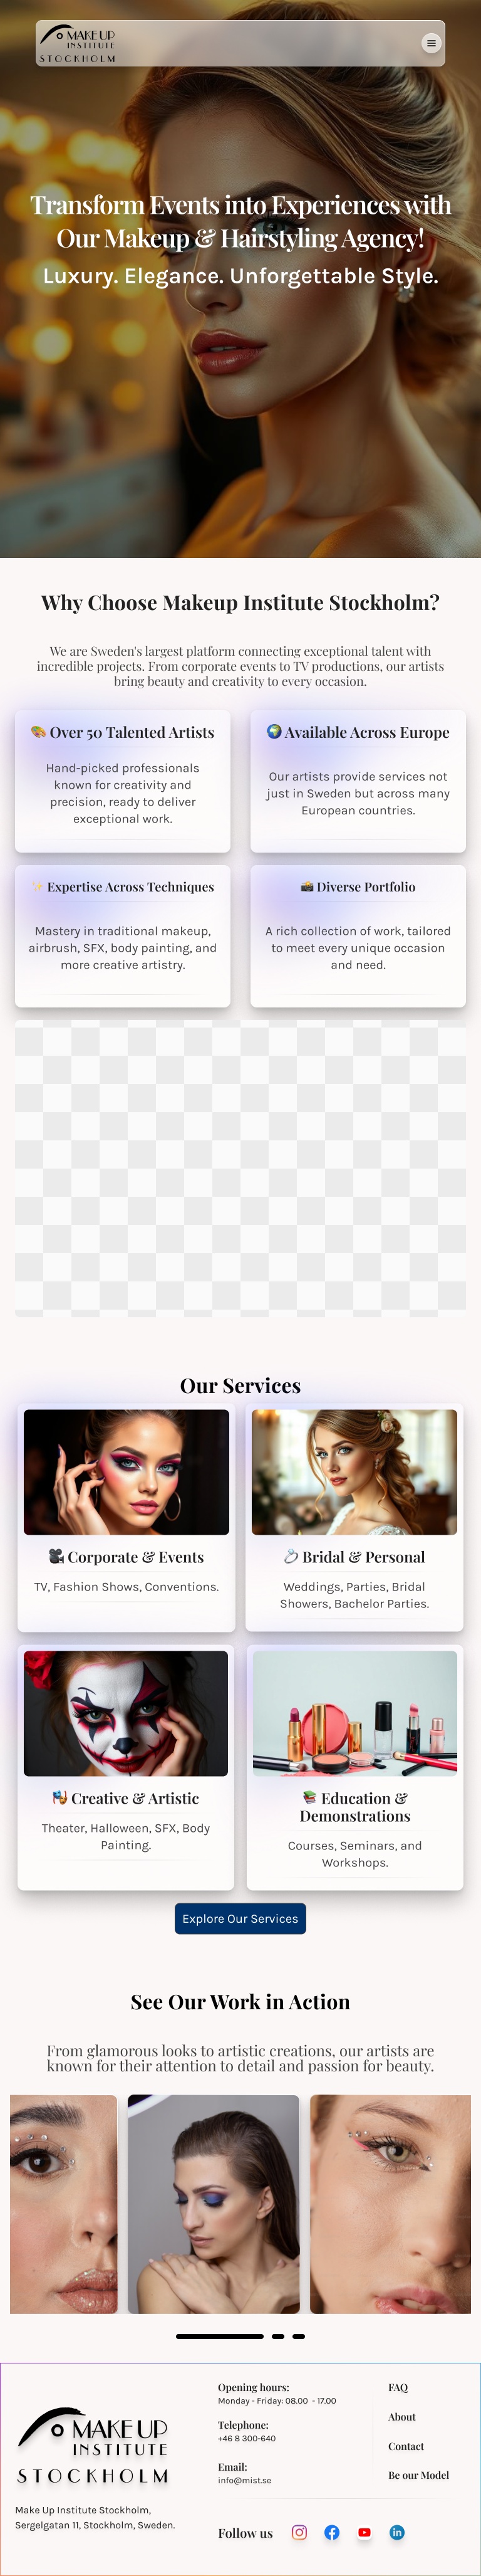 MAKE UP
INSTITUTE
STOCKHOLM
Transform Events into Experiences with
Our Makeup & Hairstyling Agency!
Luxury. Elegance. Unforgettable Style.
Why Choose Makeup Institute Stockholm?
We are Sweden's largest platform connecting exceptional talent with
incredible projects. From corporate events to TV productions, our artists
bring beauty and creativity to every occasion.
🎨 Over 50 Talented Artists
Hand-picked professionals
known for creativity and
precision, ready to deliver
exceptional work.
🌍 Available Across Europe
Our artists provide services not
just in Sweden but across many
European countries.
✨ Expertise Across Techniques
Mastery in traditional makeup,
airbrush, SFX, body painting, and
more creative artistry.
📸 Diverse Portfolio
A rich collection of work, tailored
to meet every unique occasion
and need.
Our Services
🎥 Corporate & Events
TV, Fashion Shows, Conventions.
💍 Bridal & Personal
Weddings, Parties, Bridal
Showers, Bachelor Parties.
🎭 Creative & Artistic
Theater, Halloween, SFX, Body
Painting.
📚 Education &
Demonstrations
Courses, Seminars, and
Workshops.
Explore Our Services
See Our Work in Action
From glamorous looks to artistic creations, our artists are
known for their attention to detail and passion for beauty.
MAKE UP
INSTITUTE
STOCKHOLM
Make Up Institute Stockholm,
Sergelgatan 11, Stockholm, Sweden.
Opening hours:
Monday - Friday: 08.00 - 17.00
Telephone:
+46 8 300-640
Email:
info@mist.se
FAQ
About
Contact
Be our Model
Follow us